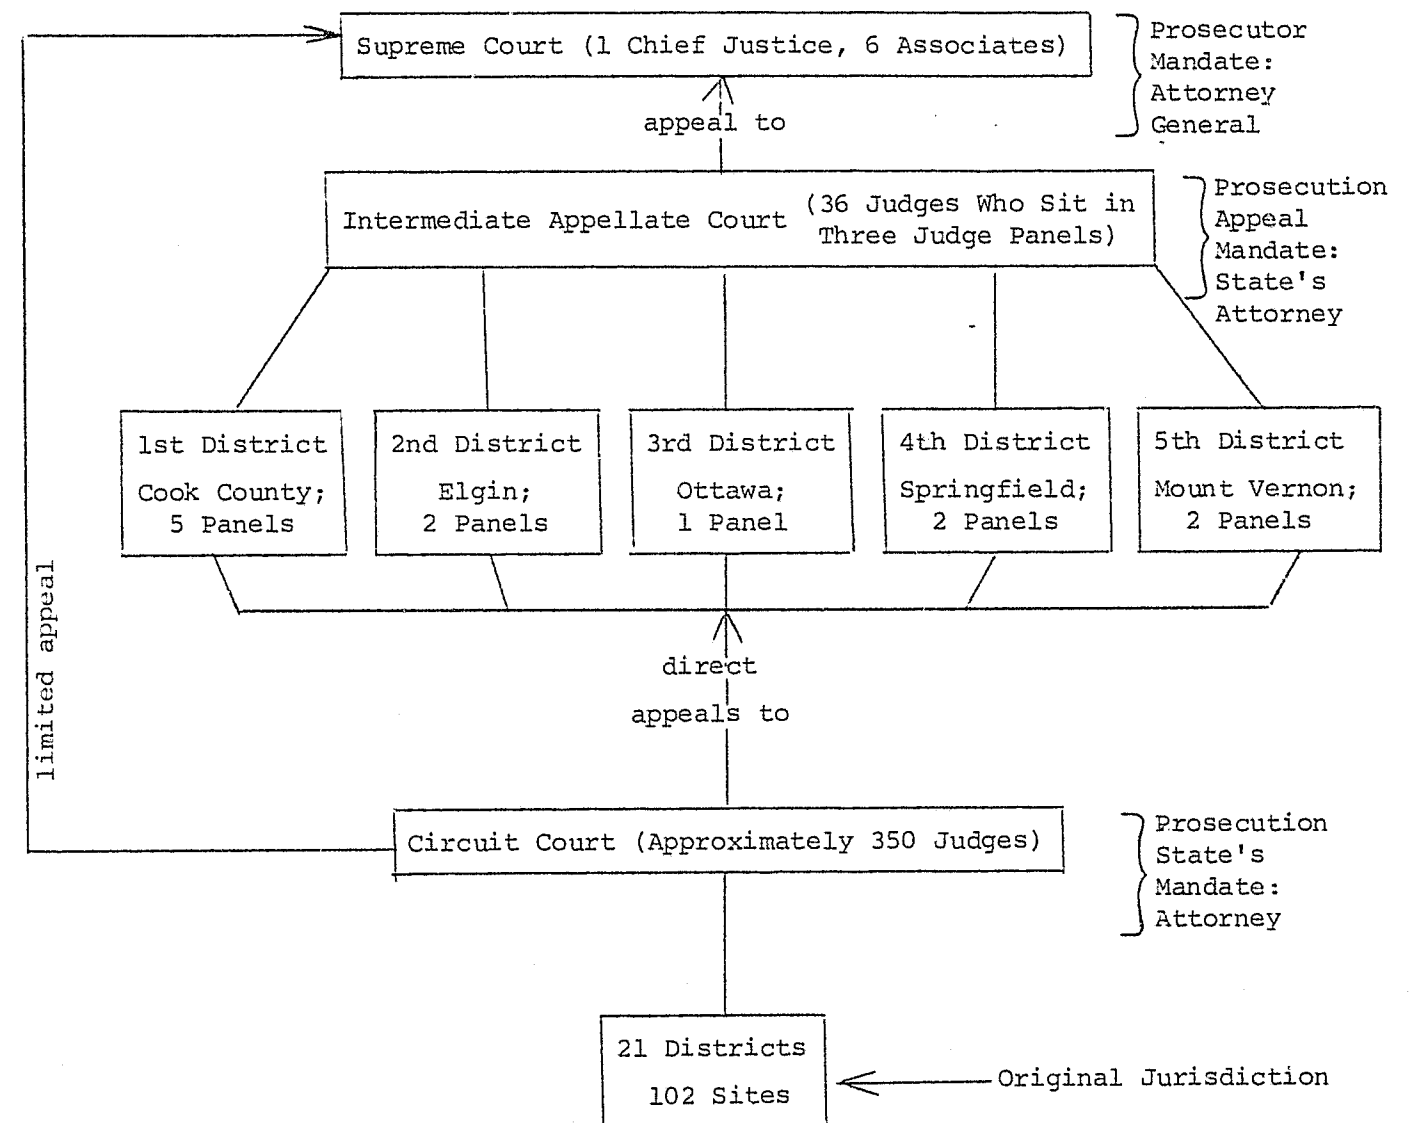 Supreme Court (1 Chief Justice, 6 Associates)
Prosecutor
Mandate:
Attorney
General
appeal to
Intermediate Appellate Court (36 Judges Who Sit in
Three Judge Panels)
Prosecution
Appeal
Mandate:
State's
Attorney
1st District
Cook County;
5 Panels
2nd District
Elgin;
2 Panels
3rd District
Ottawa;
1 Panel
4th District
Springfield;
2 Panels
5th District
Mount Vernon;
2 Panels
limited appeal
direct
appeals to
Circuit Court (Approximately 350 Judges)
Prosecution
State's
Mandate:
Attorney
21 Districts
102 Sites
Original Jurisdiction